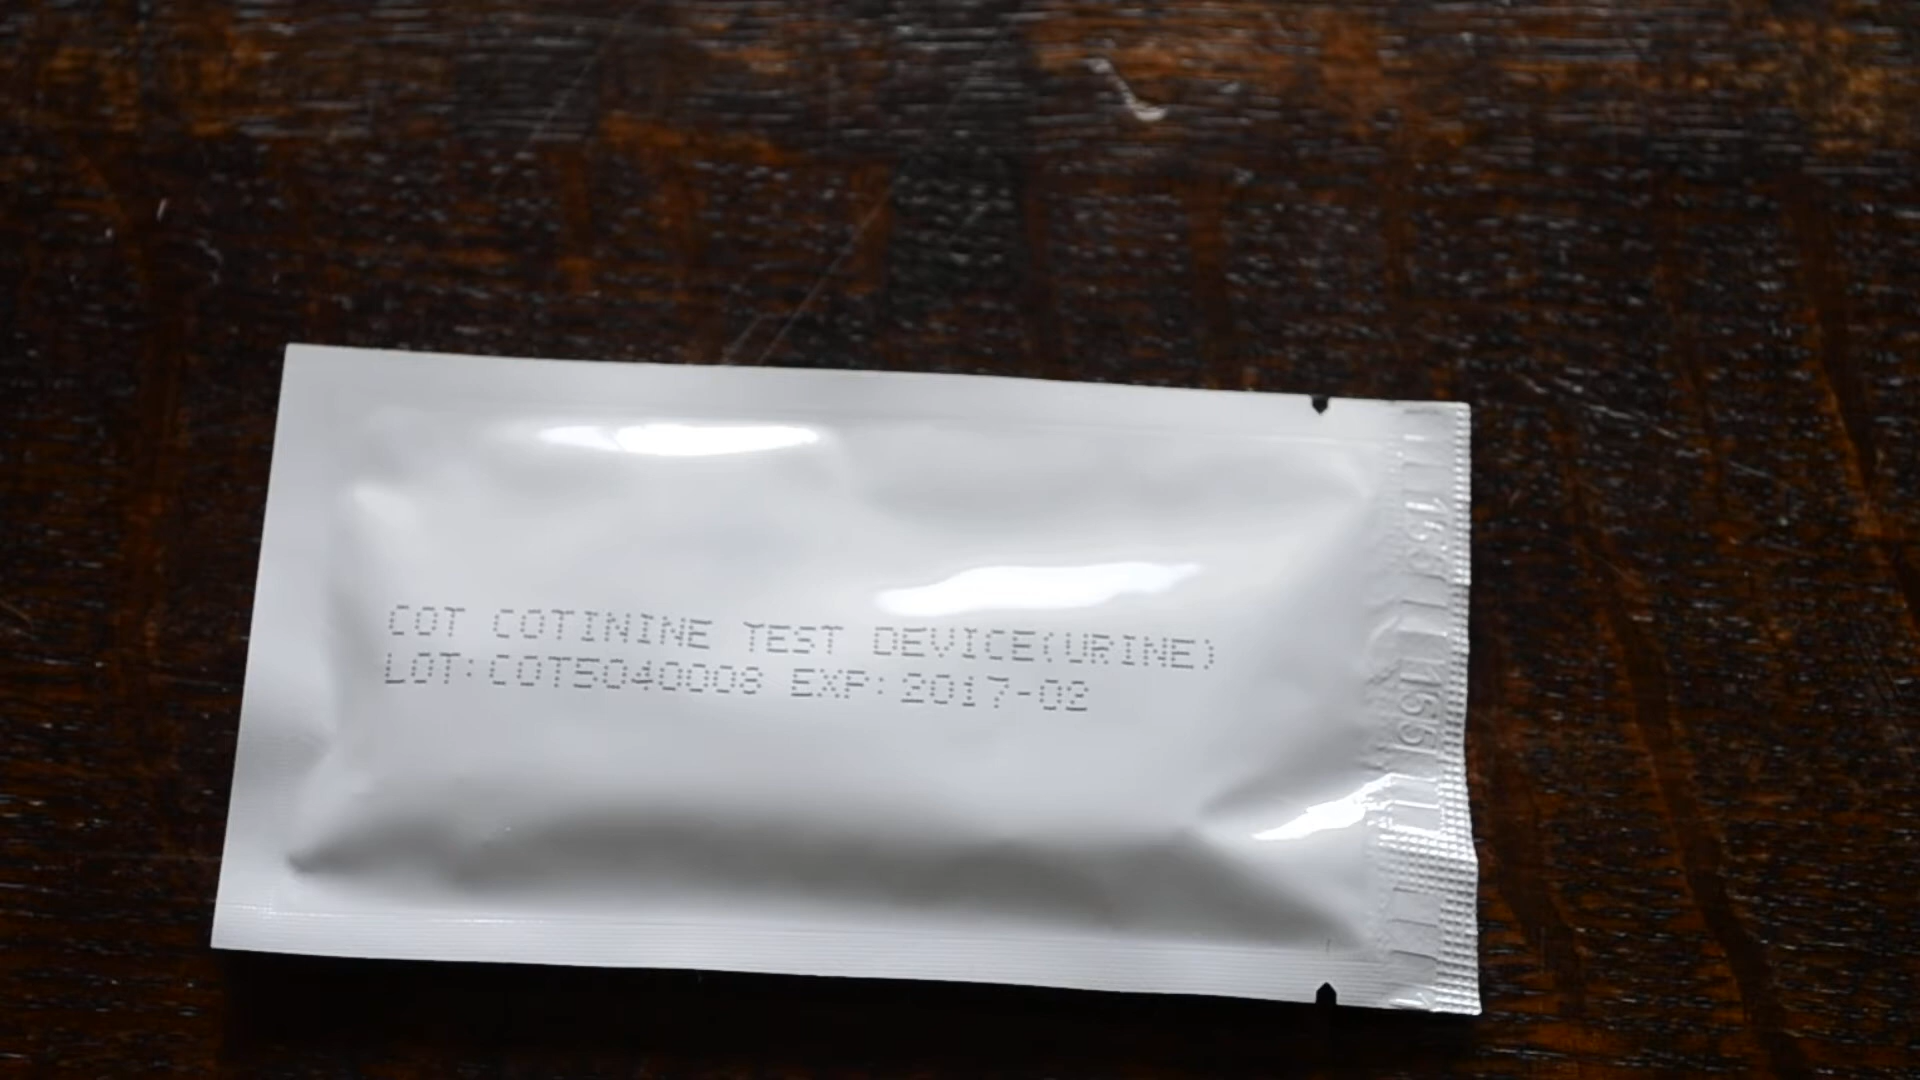 COT COTININE TEST DEVICE(URINE)
LOT:COT5040008 EXP:2017-02